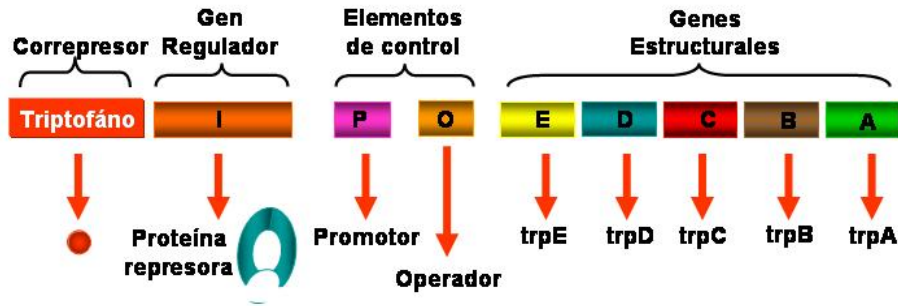 Correpresor
Gen
Regulador
Elementos
de control
Genes
Estructurales
Triptofáno
I
P
O
E
D
C
B
A
Proteína
represora
Promotor
Operador
trpE
trpD
trpC
trpB
trpA